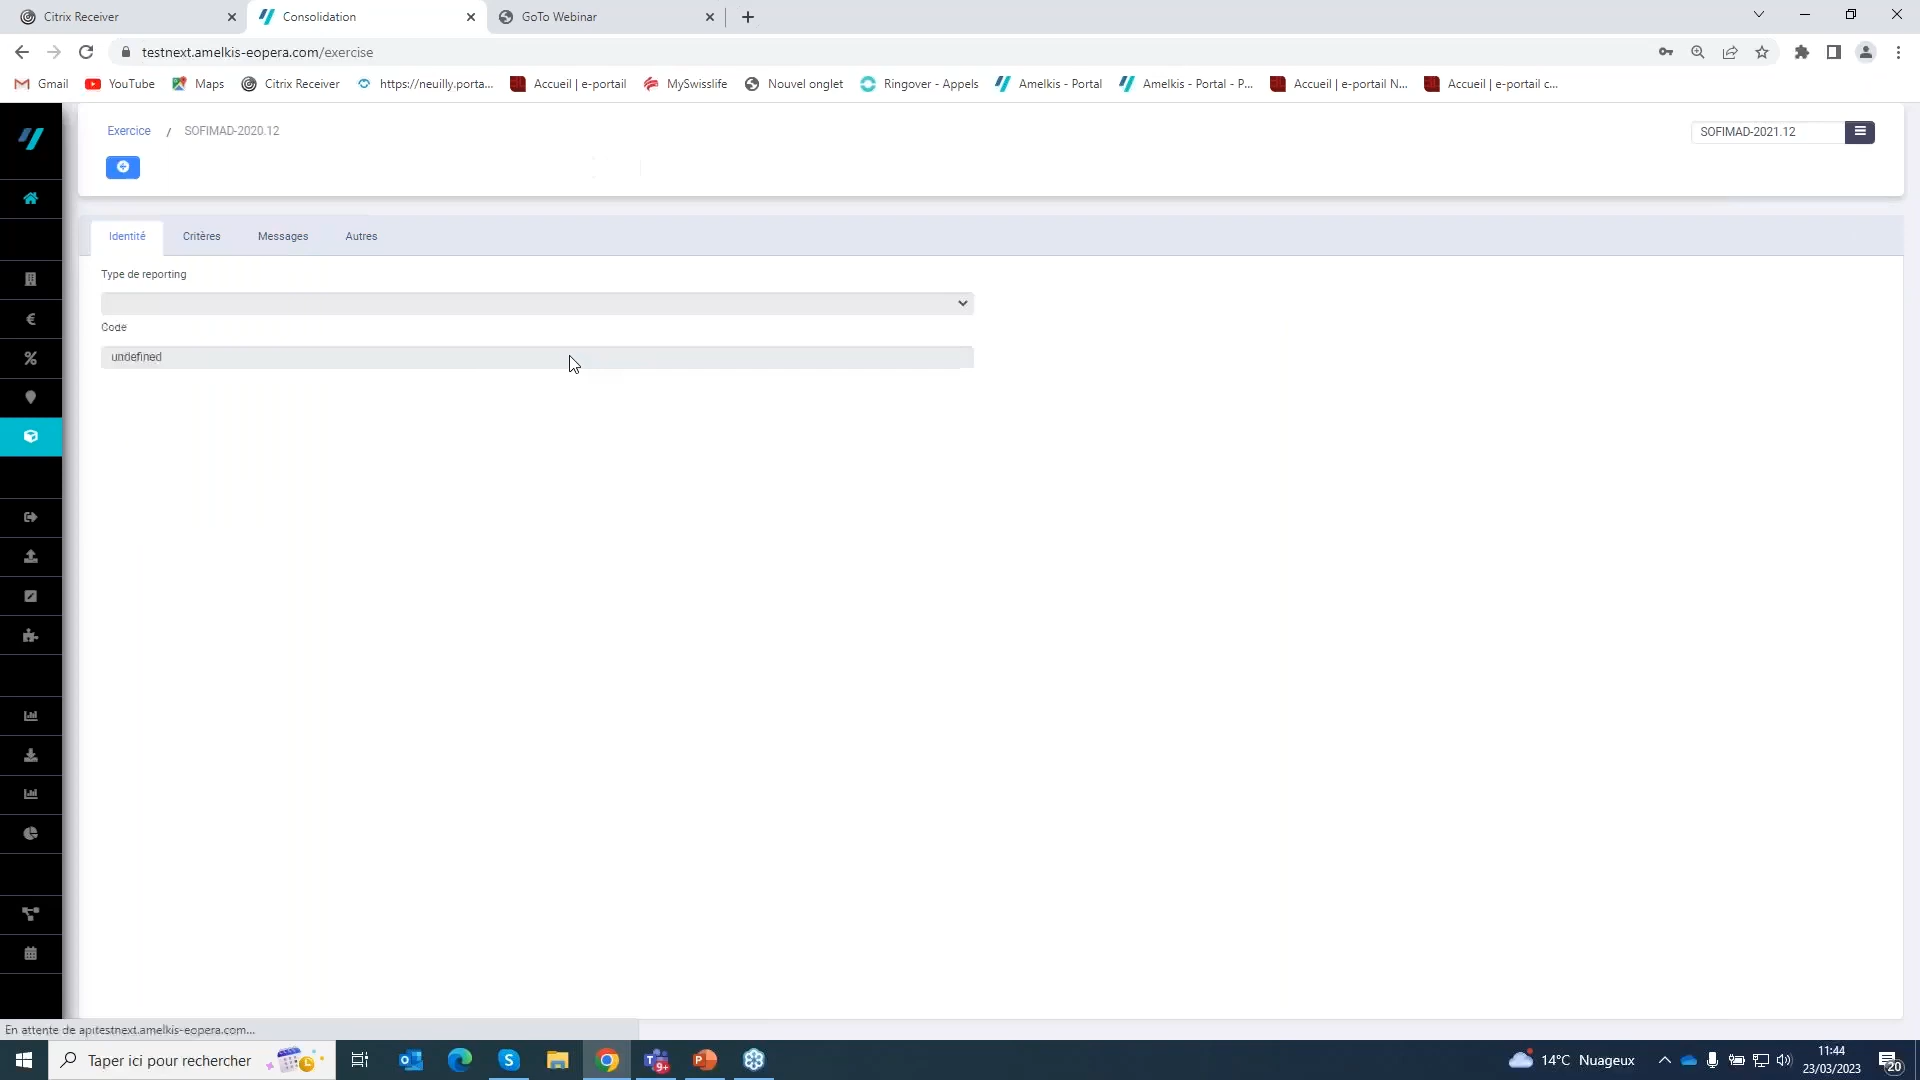 Citrix Receiver
Consolidation
GoTo Webinar
testnext.amelkis-eopera.com/exercise
Gmail
YouTube
Maps
Citrix Receiver
https://neuilly.porta...
Accueil | e-portail
MySwisslife
Nouvel onglet
Ringover - Appels
Amelkis - Portal
Amelkis - Portal - P...
Accueil | e-portail N...
Accueil | e-portail c...
Exercice / SOFIMAD-2020.12
SOFIMAD-2021.12
Identité
Critères
Messages
Autres
Type de reporting
Code
undefined
En attente de apitestnext.amelkis-eopera.com...
Taper ici pour rechercher
9+
14°C Nuageux
11:44
23/03/2023
20